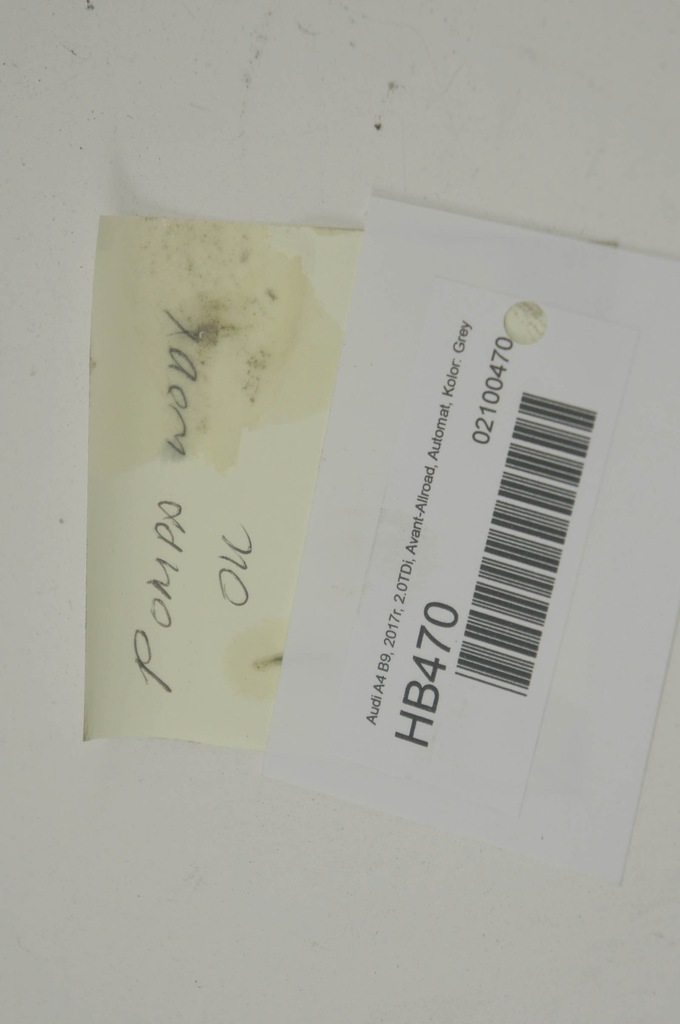 POMPA WODY
OK
Audi A4 B9, 2017r, 2.0TDi, Avant-Allroad, Automat, Kolor: Grey
HB470
02100470